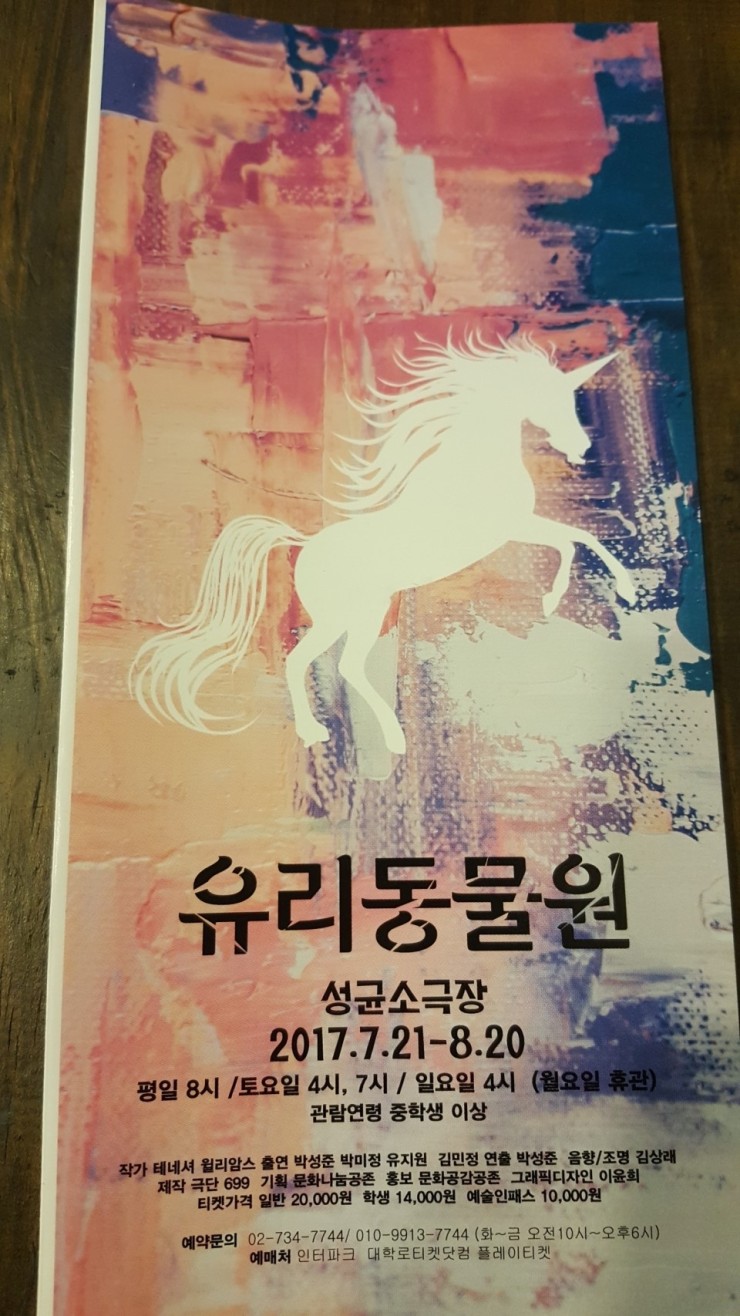 유리동물원
성균소극장
2017.7.21-8.20
평일 8시 /토요일 4시, 7시 / 일요일 4시 (월요일 휴관)
관람연령 중학생 이상
작가 테네셔 윌리암스 출연 박성준 박미정 유지원 김민정 연출 박성준 음향/조명 김상래
제작 극단 699 기획 문화나눔공존 홍보 문화공감공존 그래픽디자인 이윤희
티켓가격 일반 20,000원 학생 14,000원 예술인패스 10,000원
예약문의 02-734-7744/ 010-9913-7744 (화~금 오전10시~오후6시)
예매처 인터파크 대학로티켓닷컴 플레이티켓